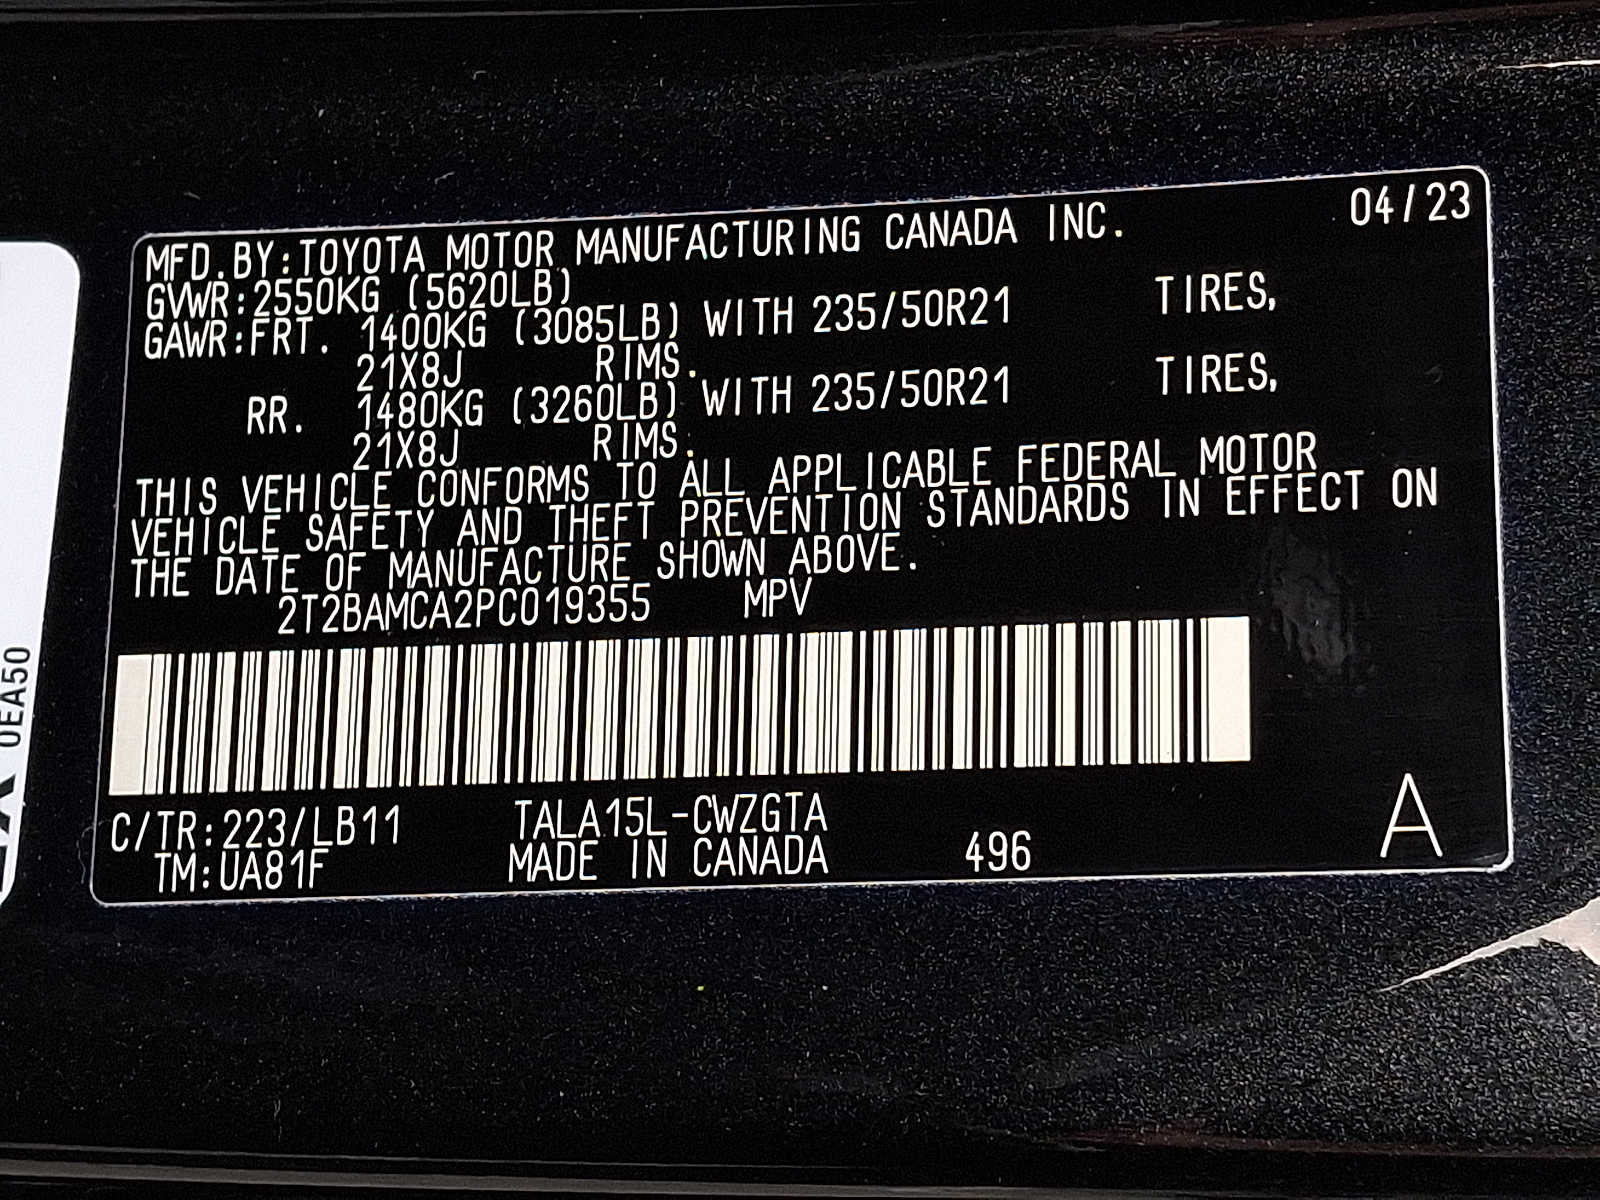 MFD.BY:TOYOTA MOTOR MANUFACTURING CANADA INC. 04/23
GVWR:2550KG (5620LB)
GAWR:FRT. 1400KG (3085LB) WITH 235/50R21 TIRES,
21X8J RIMS.
RR. 1480KG (3260LB) WITH 235/50R21 TIRES,
21X8J RIMS.
THIS VEHICLE CONFORMS TO ALL APPLICABLE FEDERAL MOTOR
VEHICLE SAFETY AND THEFT PREVENTION STANDARDS IN EFFECT ON
THE DATE OF MANUFACTURE SHOWN ABOVE.
2T2BAMCA2PC019355 MPV
C/TR:223/LB11 TALA15L-CWZGTA
TM:UA81F MADE IN CANADA 496 A
0EA50